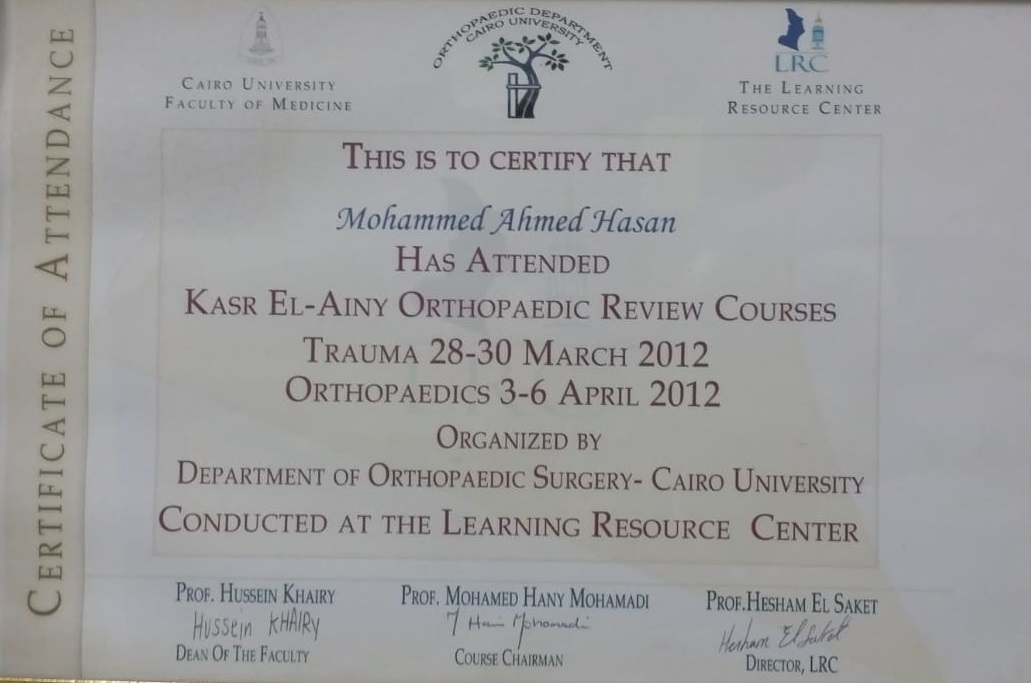 CERTIFICATE OF ATTENDANCE
CAIRO UNIVERSITY
FACULTY OF MEDICINE
ORTHOPAEDIC DEPARTMENT
CAIRO UNIVERSITY
LRC
THE LEARNING
RESOURCE CENTER
THIS IS TO CERTIFY THAT
Mohammed Ahmed Hasan
HAS ATTENDED
KASR EL-AINY ORTHOPAEDIC REVIEW COURSES
TRAUMA 28-30 MARCH 2012
ORTHOPAEDICS 3-6 APRIL 2012
ORGANIZED BY
DEPARTMENT OF ORTHOPAEDIC SURGERY- CAIRO UNIVERSITY
CONDUCTED AT THE LEARNING RESOURCE CENTER
PROF. HUSSEIN KHAIRY
Hussein KHAIRY
DEAN OF THE FACULTY
PROF. MOHAMED HANY MOHAMADI
M Hani Mohamadi
COURSE CHAIRMAN
PROF.HESHAM EL SAKET
Hesham ElSaket
DIRECTOR, LRC